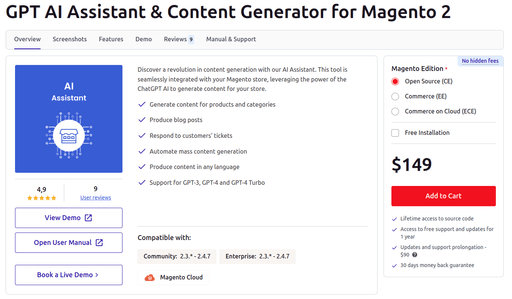 GPT AI Assistant & Content Generator for Magento 2
Overview
Screenshots
Features
Demo
Reviews 9
Manual & Support
AI
Assistant
4,9
9
User reviews
View Demo
Open User Manual
Book a Live Demo
Discover a revolution in content generation with our AI Assistant. This tool is
seamlessly integrated with your Magento store, leveraging the power of the
ChatGPT AI to generate content for your store.
Generate content for products and categories
Produce blog posts
Respond to customers' tickets
Automate mass content generation
Produce content in any language
Support for GPT-3, GPT-4 and GPT-4 Turbo
Compatible with:
Community: 2.3.* - 2.4.7
Enterprise: 2.3.* - 2.4.7
Magento Cloud
No hidden fees
Magento Edition *
Open Source (CE)
Commerce (EE)
Commerce on Cloud (ECE)
Free Installation
$149
Add to Cart
Lifetime access to source code
Access to free support and updates for
1 year
Updates and support prolongation -
$90
30 days money back guarantee